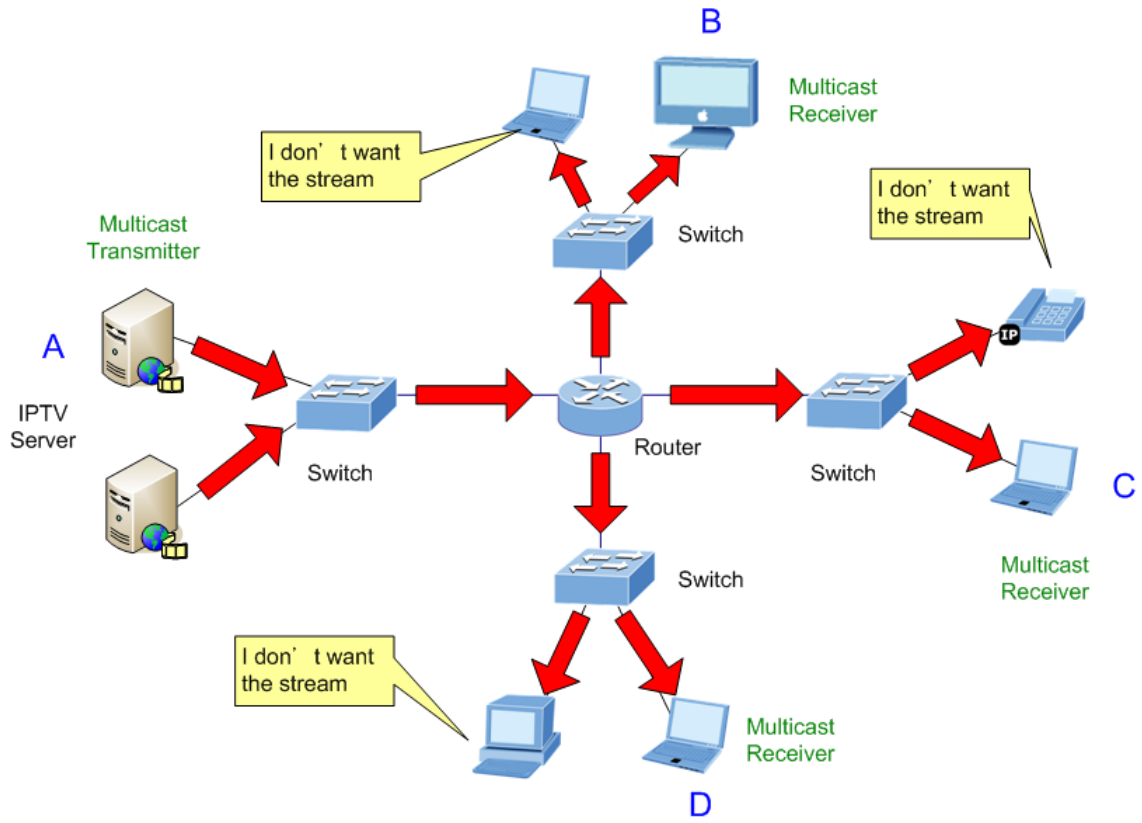 B
Multicast
Receiver
I don’ t want
the stream
I don’ t want
the stream
Switch
Multicast
Transmitter
A
IP
IPTV
Server
Router
Switch
Switch
C
Switch
Multicast
Receiver
I don’ t want
the stream
Multicast
Receiver
D